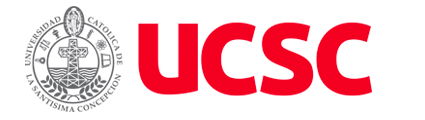 UNIVERSIDAD CATOLICA DE
LA SANTISIMA CONCEPCION
UCSC